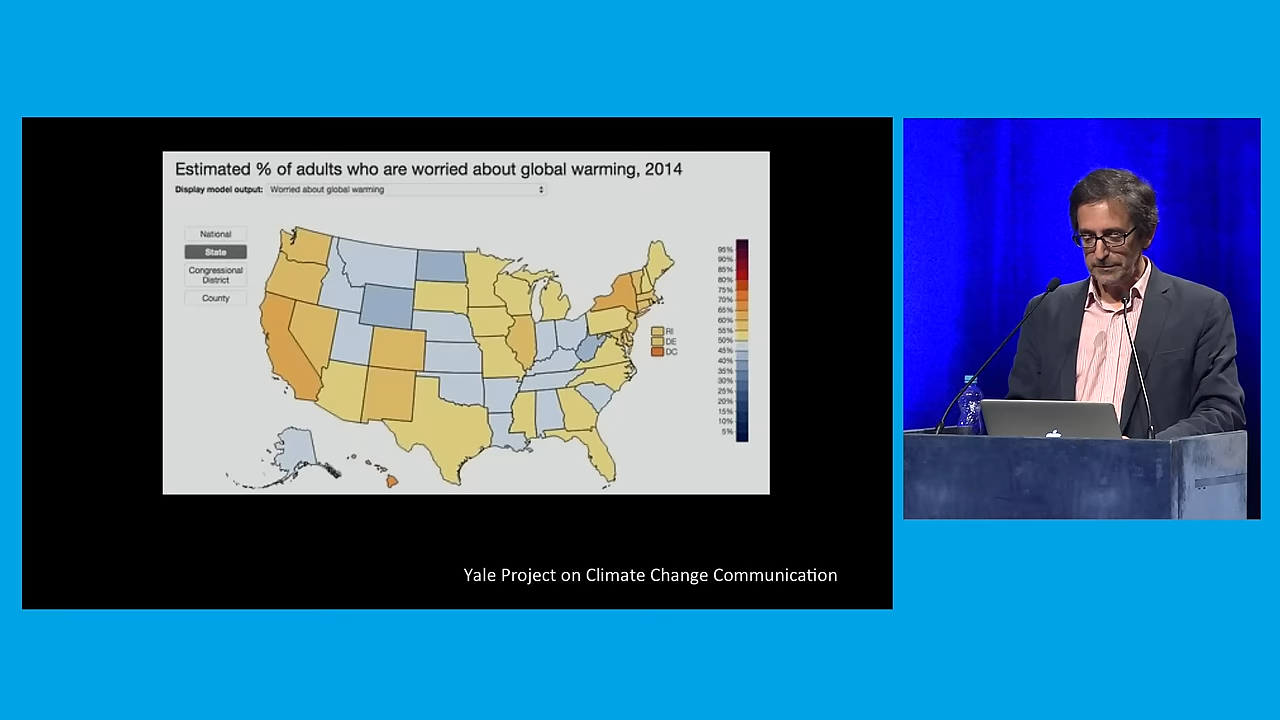 Estimated % of adults who are worried about global warming, 2014
Display model output: Worried about global warming
National
State
Congressional
District
County
95%
90%
85%
80%
75%
70%
65%
60%
55%
50%
45%
40%
35%
30%
25%
20%
15%
10%
5%
RI
DE
DC
Yale Project on Climate Change Communication